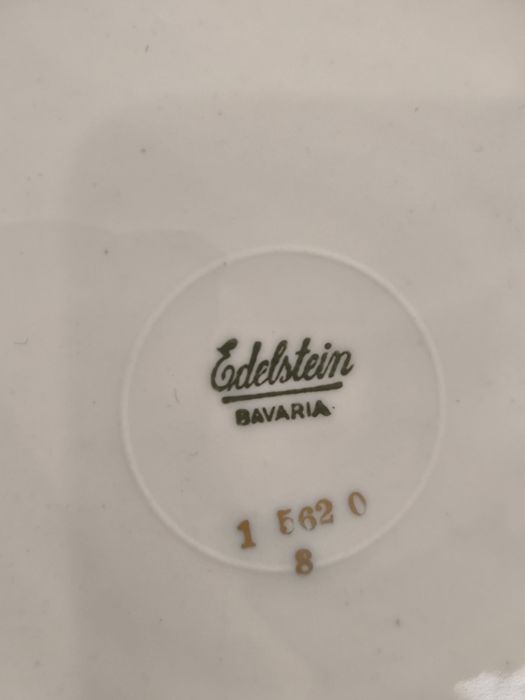 Edelstein
BAVARIA
1 562 0
8